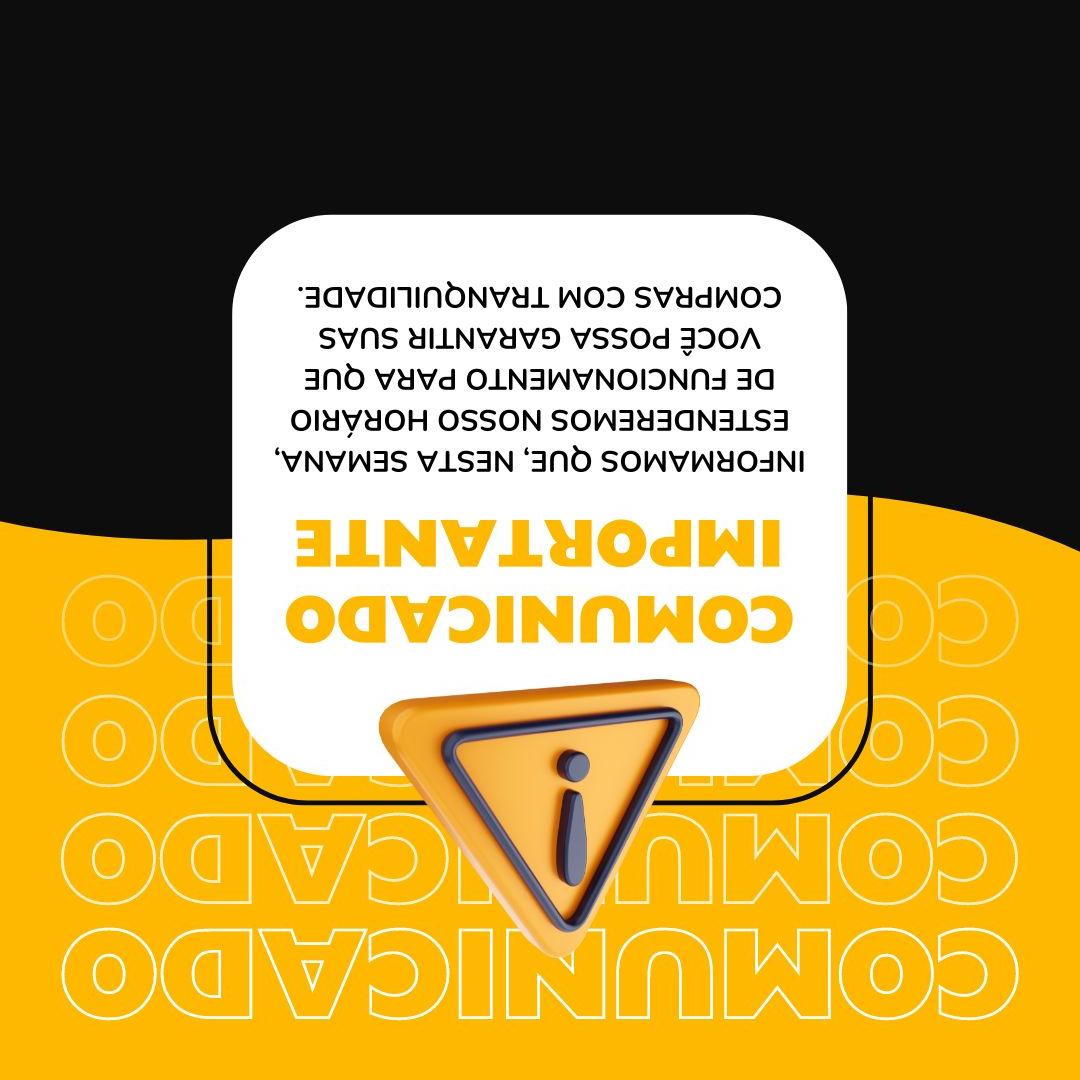 COMUNICADO
COMUNICADO
COMUNICADO
COMUNICADO
COMUNICADO
IMPORTANTE
INFORMAMOS QUE, NESTA SEMANA,
ESTENDEREMOS NOSSO HORÁRIO
DE FUNCIONAMENTO PARA QUE
VOCÊ POSSA GARANTIR SUAS
COMPRAS COM TRANQUILIDADE.